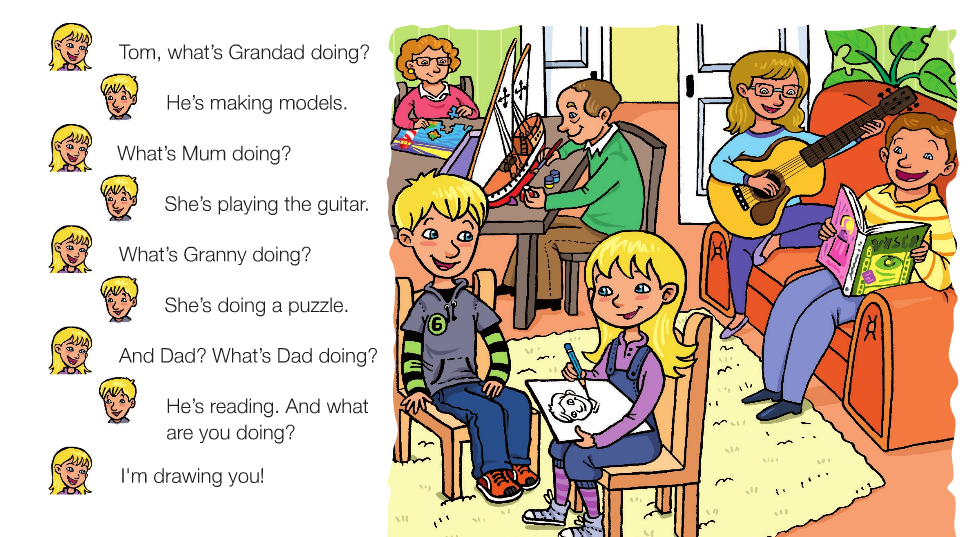 Tom, what's Grandad doing?
He's making models.
What's Mum doing?
She's playing the guitar.
What's Granny doing?
She's doing a puzzle.
And Dad? What's Dad doing?
He's reading. And what
are you doing?
I'm drawing you!
G